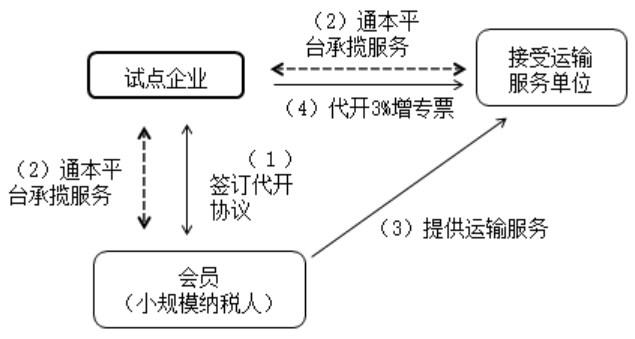 （2）通本平
台承揽服务
试点企业
接受运输
服务单位
（4）代开3%增专票
（2）通本平
台承揽服务
（1）
签订代开
协议
（3）提供运输服务
会员
（小规模纳税人）